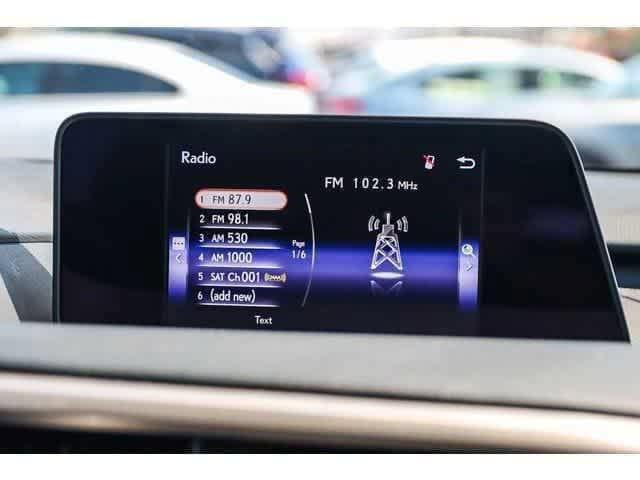 Radio
FM 102.3 MHz
1 FM 87.9
2 FM 98.1
3 AM 530
4 AM 1000
5 SAT Ch001
6 (add new)
Page
1/6
Text